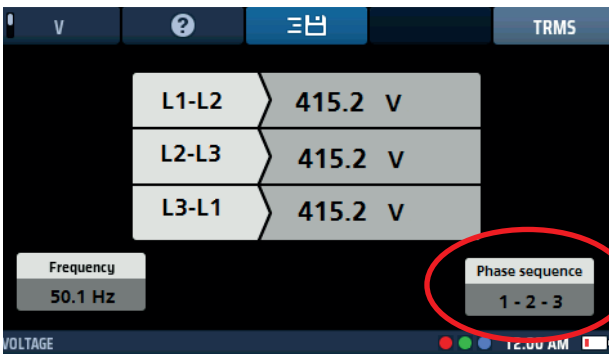 V ? TRMS
L1-L2 415.2 V
L2-L3 415.2 V
L3-L1 415.2 V
Frequency
50.1 Hz
Phase sequence
1 - 2 - 3
VOLTAGE 12:00 AM